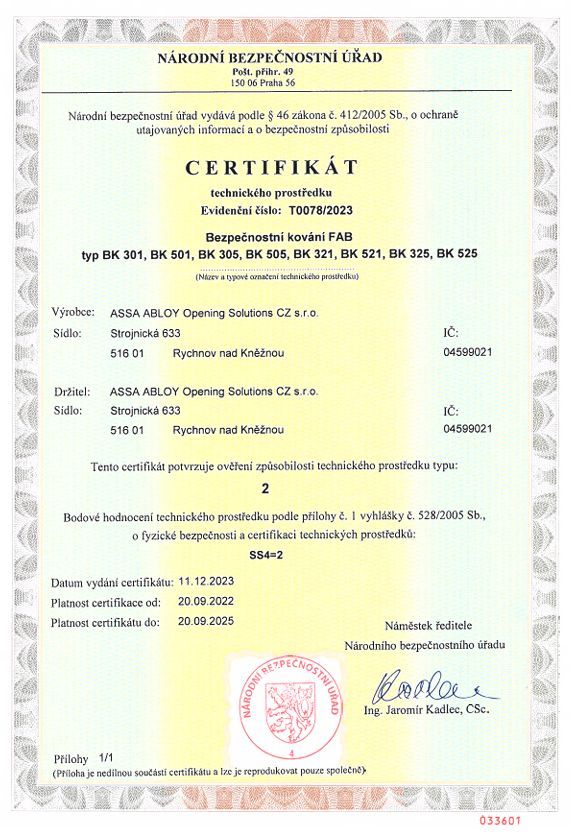 NÁRODNÍ BEZPEČNOSTNÍ ÚŘAD
Pošt. přihr. 49
150 06 Praha 56
Národní bezpečnostní úřad vydává podle § 46 zákona č. 412/2005 Sb., o ochraně
utajovaných informací a o bezpečnostní způsobilosti
CERTIFIKÁT
technického prostředku
Evidenční číslo: T0078/2023
Bezpečnostní kování FAB
typ BK 301, BK 501, BK 305, BK 505, BK 321, BK 521, BK 325, BK 525
(Název a typové označení technického prostředku)
Výrobce: ASSA ABLOY Opening Solutions CZ s.r.o.
Sídlo: Strojnická 633 IČ:
516 01 Rychnov nad Kněžnou 04599021
Držitel: ASSA ABLOY Opening Solutions CZ s.r.o.
Sídlo: Strojnická 633 IČ:
516 01 Rychnov nad Kněžnou 04599021
Tento certifikát potvrzuje ověření způsobilosti technického prostředku typu:
2
Bodové hodnocení technického prostředku podle přílohy č. 1 vyhlášky č. 528/2005 Sb.,
o fyzické bezpečnosti a certifikaci technických prostředků:
SS4=2
Datum vydání certifikátu: 11.12.2023
Platnost certifikace od: 20.09.2022
Platnost certifikátu do: 20.09.2025
Náměstek ředitele
Národního bezpečnostního úřadu
NÁRODNÍ BEZPEČNOSTNÍ ÚŘAD
4
Kadlec
Ing. Jaromír Kadlec, CSc.
Přílohy 1/1
(Příloha je nedílnou součástí certifikátu a lze je reprodukovat pouze společně)
033601